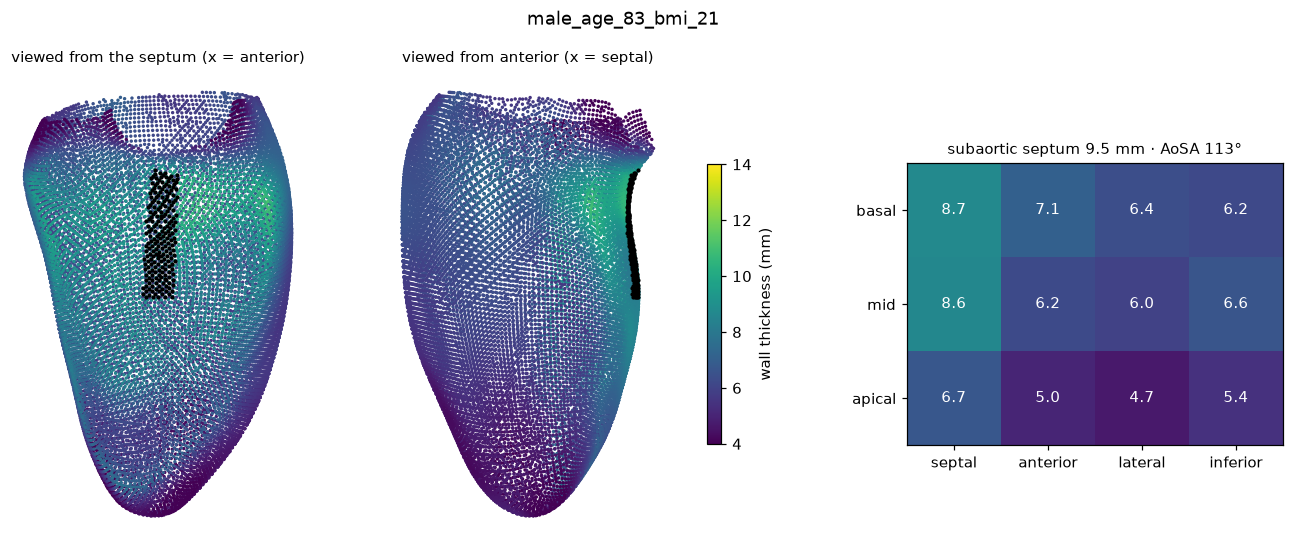 male_age_83_bmi_21
viewed from the septum (x = anterior)
viewed from anterior (x = septal)
14
12
10
8
6
4
wall thickness (mm)
subaortic septum 9.5 mm · AoSA 113°
basal 8.7 7.1 6.4 6.2
mid 8.6 6.2 6.0 6.6
apical 6.7 5.0 4.7 5.4
septal anterior lateral inferior